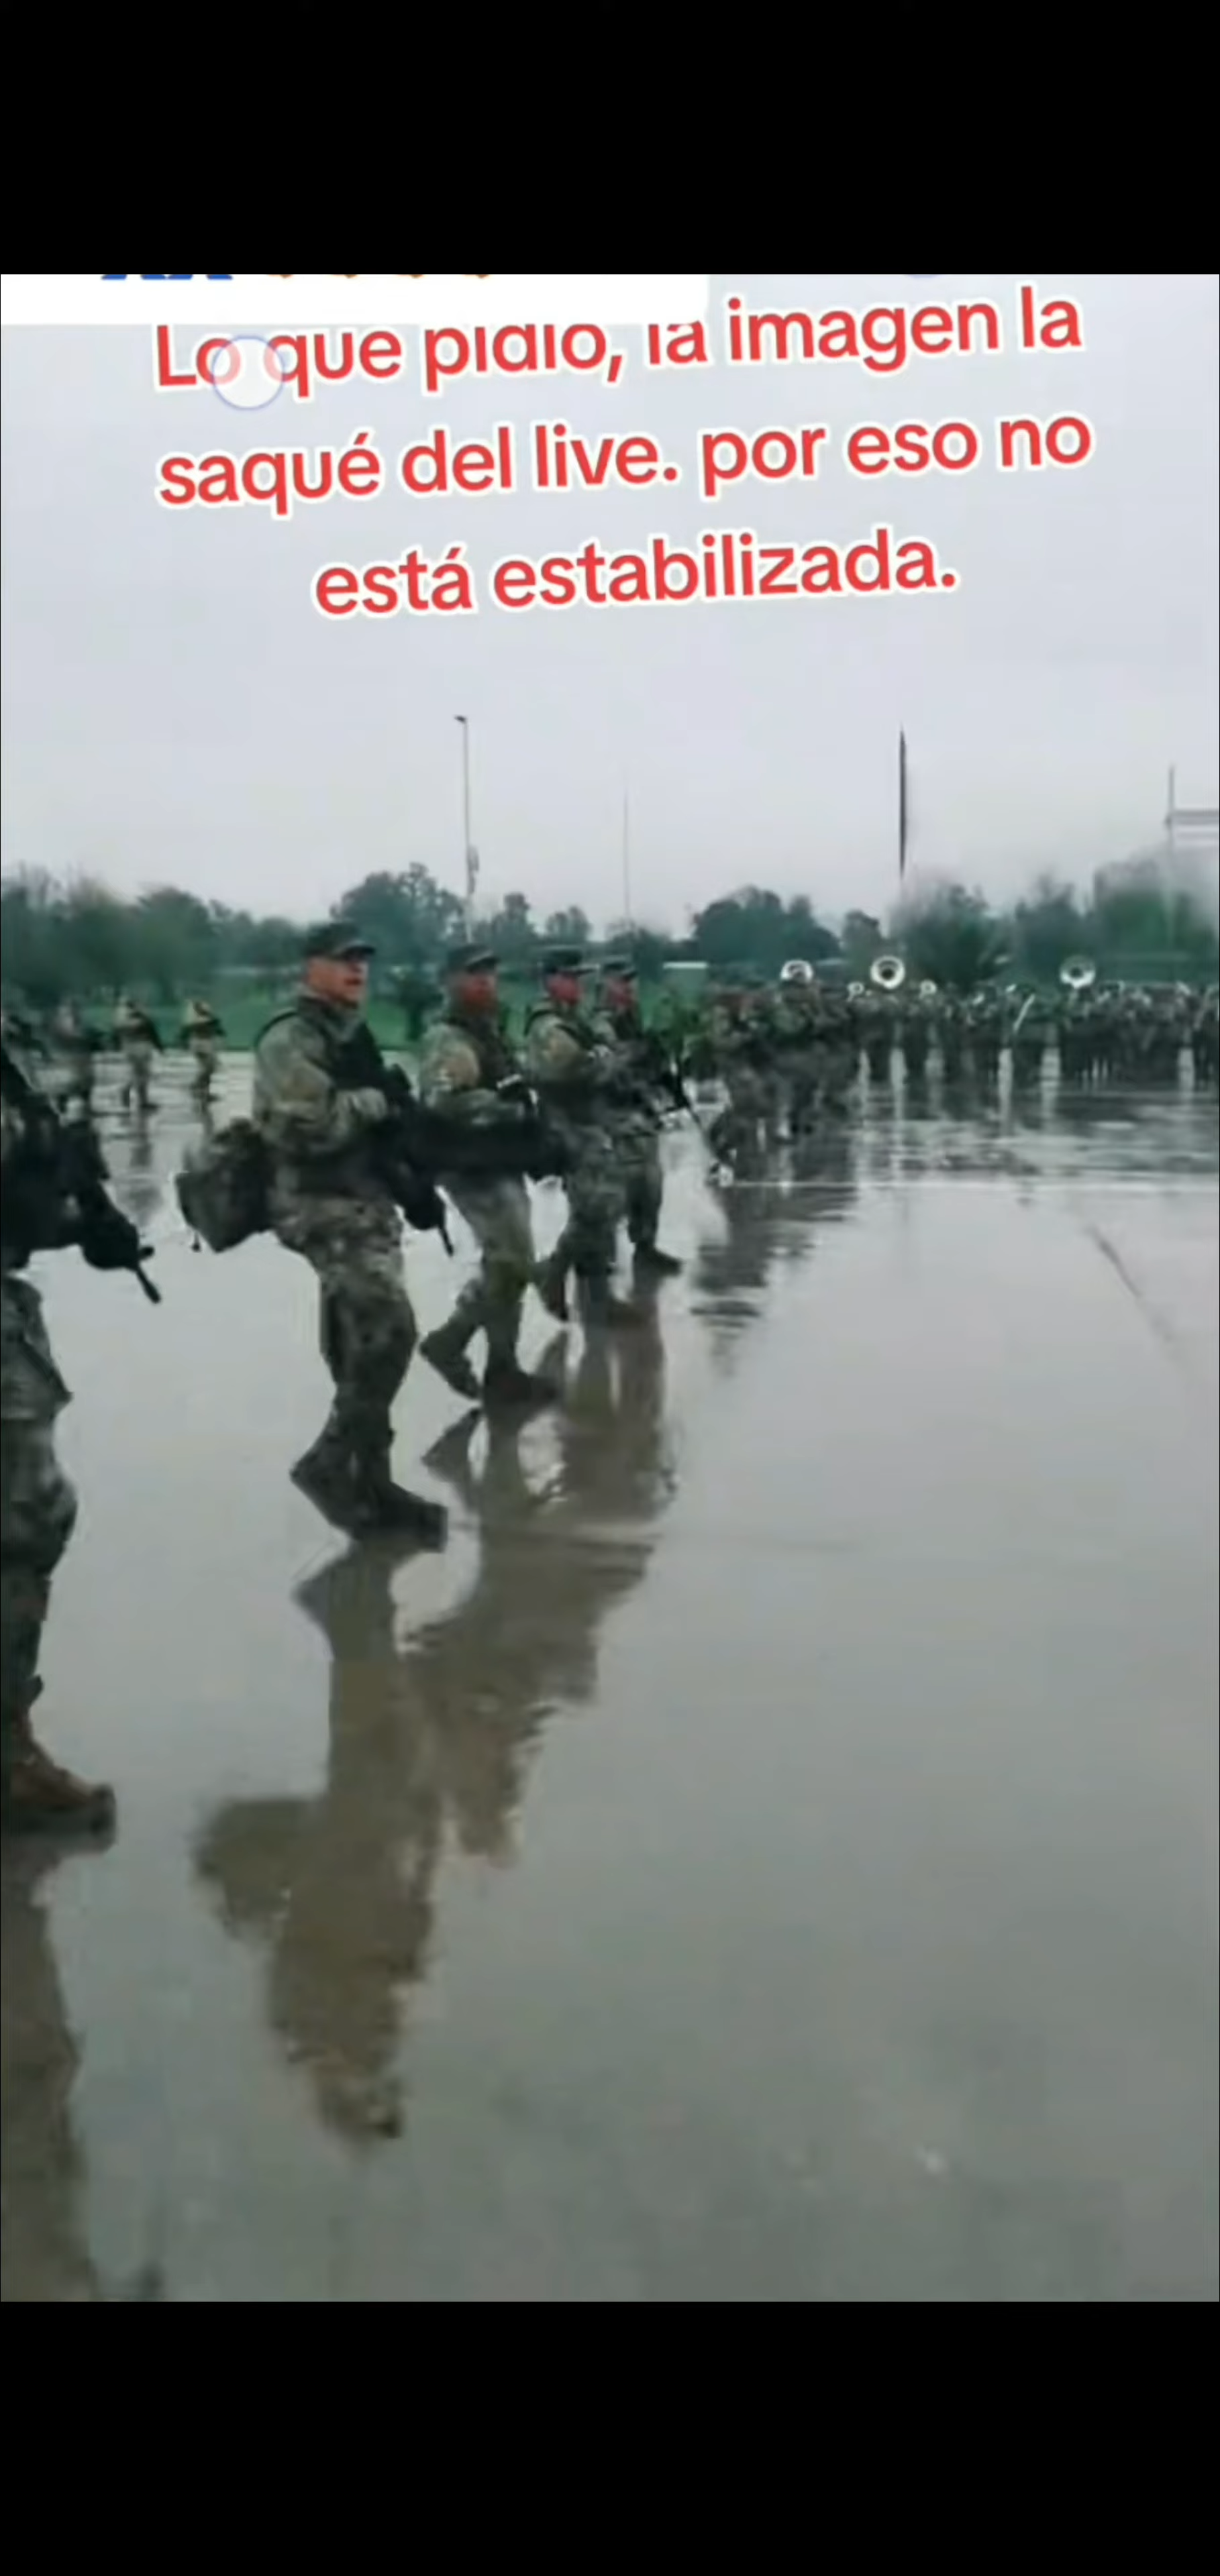 Lo que pidió, la imagen la
saqué del live. por eso no
está estabilizada.